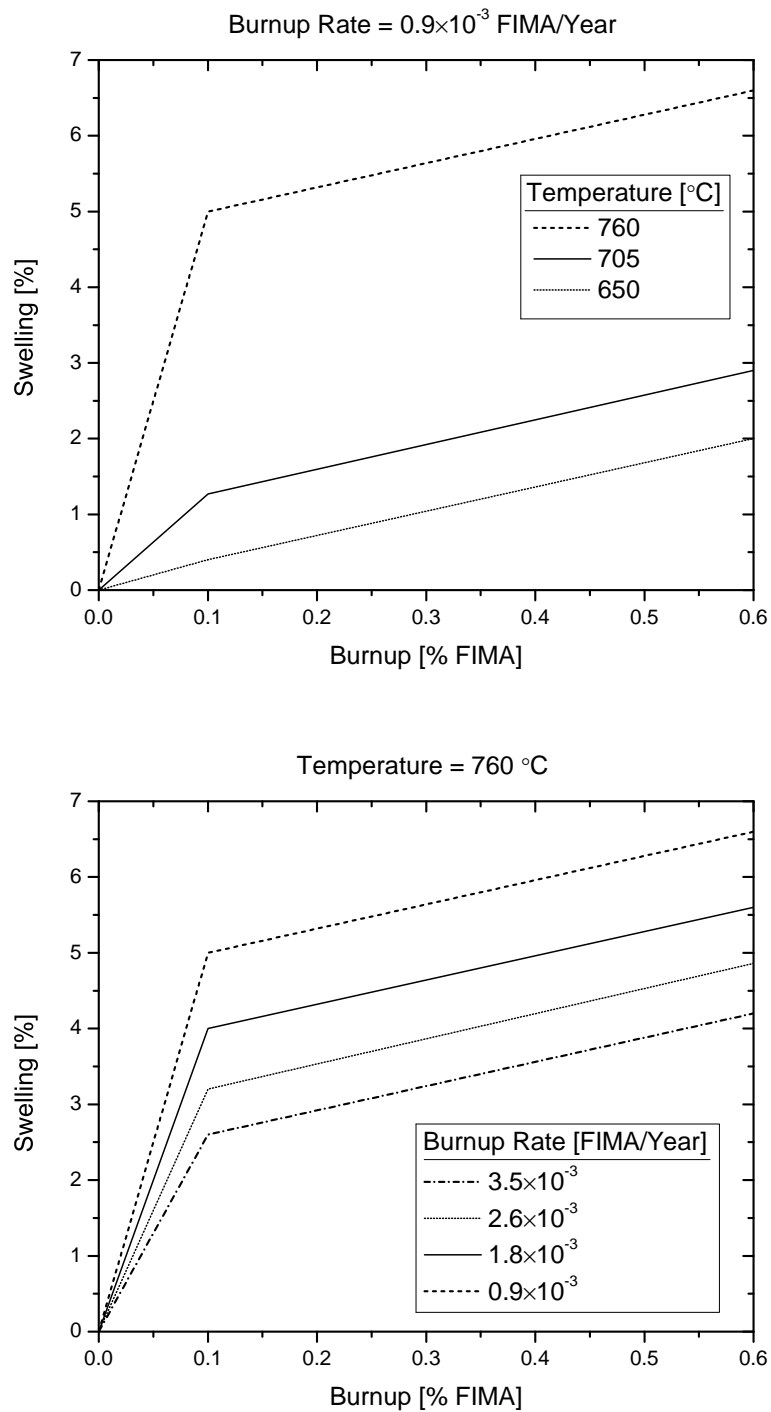 Burnup Rate = 0.9×10⁻³ FIMA/Year
7
6
5
4
3
2
1
0
Swelling [%]
Temperature [°C]
760
705
650
0.0 0.1 0.2 0.3 0.4 0.5 0.6
Burnup [% FIMA]
Temperature = 760 °C
7
6
5
4
3
2
1
0
Swelling [%]
Burnup Rate [FIMA/Year]
3.5×10⁻³
2.6×10⁻³
1.8×10⁻³
0.9×10⁻³
0.0 0.1 0.2 0.3 0.4 0.5 0.6
Burnup [% FIMA]